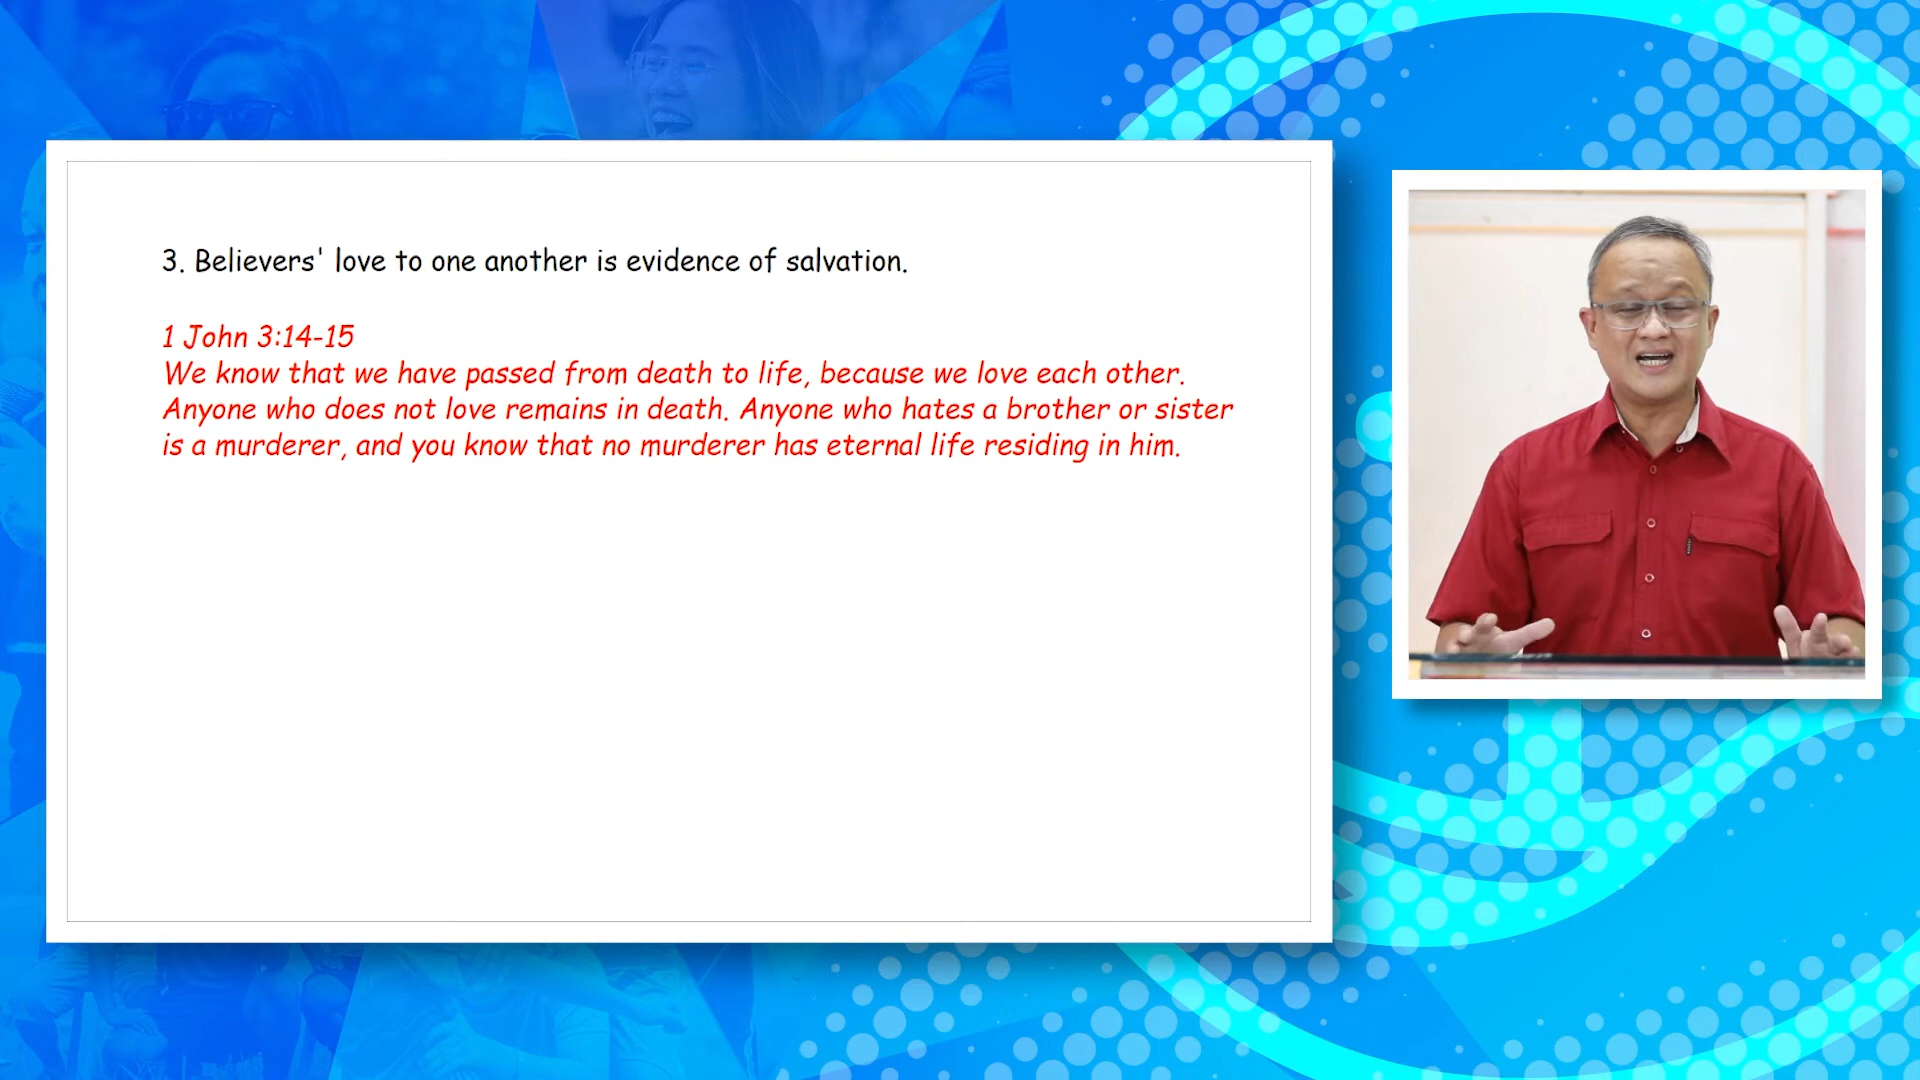 3. Believers' love to one another is evidence of salvation.
1 John 3:14-15
We know that we have passed from death to life, because we love each other.
Anyone who does not love remains in death. Anyone who hates a brother or sister
is a murderer, and you know that no murderer has eternal life residing in him.